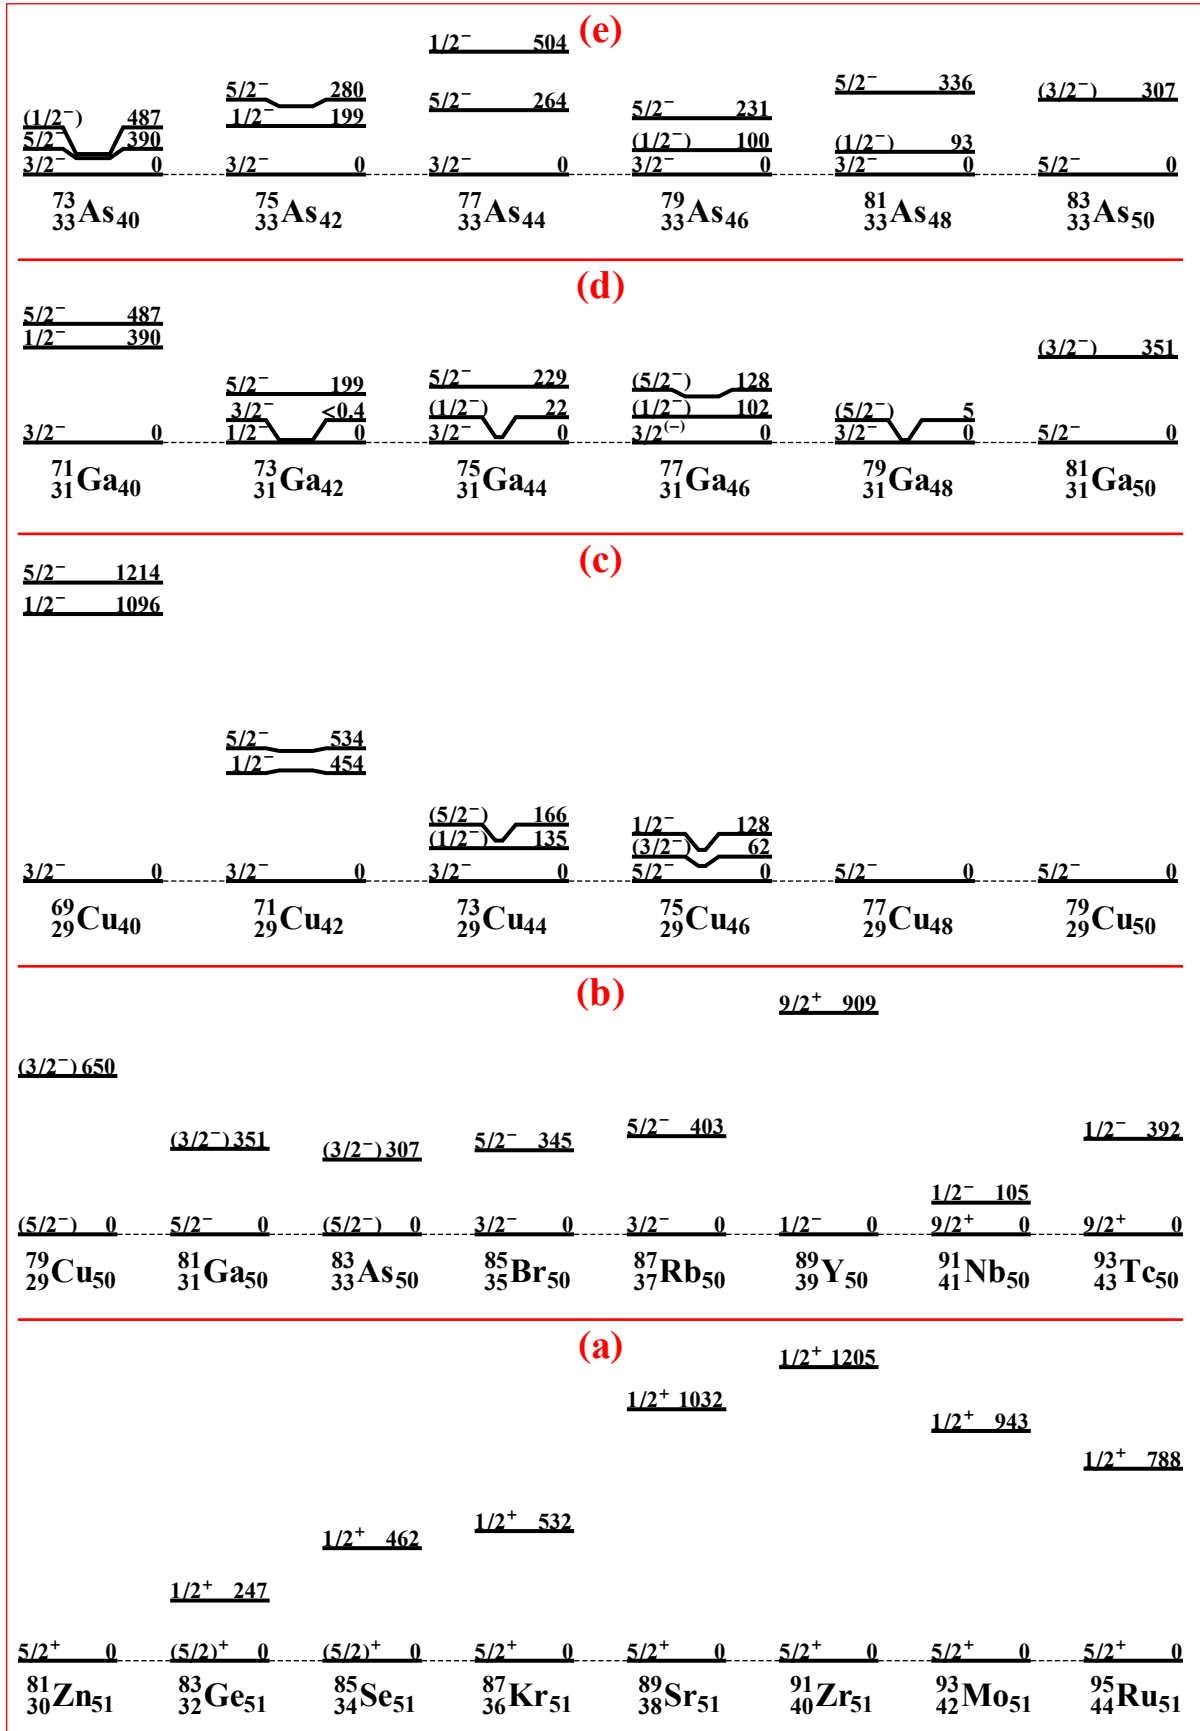 (e)
1/2⁻ 504
5/2⁻ 280 5/2⁻ 264 5/2⁻ 336 (3/2⁻) 307
(1/2⁻) 487 1/2⁻ 199 5/2⁻ 231
5/2⁻ 390 (1/2⁻) 100 (1/2⁻) 93
3/2⁻ 0 3/2⁻ 0 3/2⁻ 0 3/2⁻ 0 3/2⁻ 0 5/2⁻ 0
⁷³₃₃As₄₀ ⁷⁵₃₃As₄₂ ⁷⁷₃₃As₄₄ ⁷⁹₃₃As₄₆ ⁸¹₃₃As₄₈ ⁸³₃₃As₅₀
(d)
5/2⁻ 487
1/2⁻ 390 (3/2⁻) 351
5/2⁻ 199 5/2⁻ 229 (5/2⁻) 128
3/2⁻ <0.4 (1/2⁻) 22 (1/2⁻) 102 (5/2⁻) 5
3/2⁻ 0 1/2⁻ 0 3/2⁻ 0 3/2⁽⁻⁾ 0 3/2⁻ 0 5/2⁻ 0
⁷¹₃₁Ga₄₀ ⁷³₃₁Ga₄₂ ⁷⁵₃₁Ga₄₄ ⁷⁷₃₁Ga₄₆ ⁷⁹₃₁Ga₄₈ ⁸¹₃₁Ga₅₀
(c)
5/2⁻ 1214
1/2⁻ 1096
5/2⁻ 534
1/2⁻ 454
(5/2⁻) 166 1/2⁻ 128
(1/2⁻) 135 (3/2⁻) 62
3/2⁻ 0 3/2⁻ 0 3/2⁻ 0 5/2⁻ 0 5/2⁻ 0 5/2⁻ 0
⁶⁹₂₉Cu₄₀ ⁷¹₂₉Cu₄₂ ⁷³₂₉Cu₄₄ ⁷⁵₂₉Cu₄₆ ⁷⁷₂₉Cu₄₈ ⁷⁹₂₉Cu₅₀
(b)
9/2⁺ 909
(3/2⁻) 650
(3/2⁻) 351 (3/2⁻) 307 5/2⁻ 345 5/2⁻ 403 1/2⁻ 392
1/2⁻ 105
(5/2⁻) 0 5/2⁻ 0 (5/2⁻) 0 3/2⁻ 0 3/2⁻ 0 1/2⁻ 0 9/2⁺ 0 9/2⁺ 0
⁷⁹₂₉Cu₅₀ ⁸¹₃₁Ga₅₀ ⁸³₃₃As₅₀ ⁸⁵₃₅Br₅₀ ⁸⁷₃₇Rb₅₀ ⁸⁹₃₉Y₅₀ ⁹¹₄₁Nb₅₀ ⁹³₄₃Tc₅₀
(a)
1/2⁺ 1205
1/2⁺ 1032
1/2⁺ 943
1/2⁺ 788
1/2⁺ 462 1/2⁺ 532
1/2⁺ 247
5/2⁺ 0 (5/2)⁺ 0 (5/2)⁺ 0 5/2⁺ 0 5/2⁺ 0 5/2⁺ 0 5/2⁺ 0 5/2⁺ 0
⁸¹₃₀Zn₅₁ ⁸³₃₂Ge₅₁ ⁸⁵₃₄Se₅₁ ⁸⁷₃₆Kr₅₁ ⁸⁹₃₈Sr₅₁ ⁹¹₄₀Zr₅₁ ⁹³₄₂Mo₅₁ ⁹⁵₄₄Ru₅₁